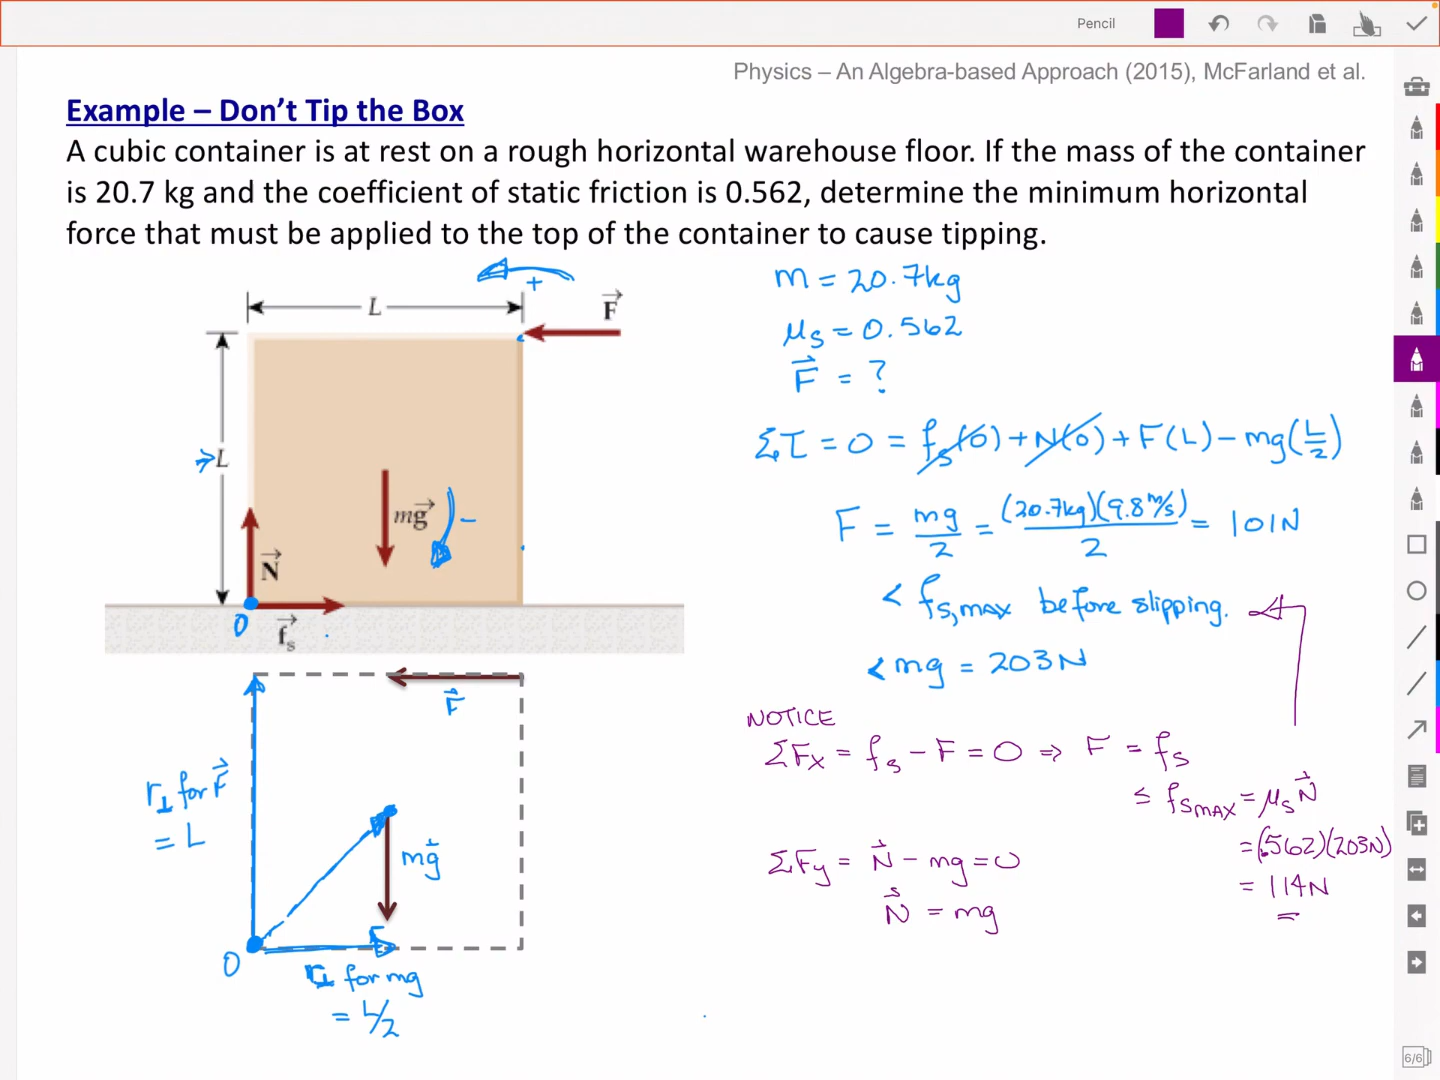 Pencil
Physics – An Algebra-based Approach (2015), McFarland et al.
Example – Don't Tip the Box
A cubic container is at rest on a rough horizontal warehouse floor. If the mass of the container
is 20.7 kg and the coefficient of static friction is 0.562, determine the minimum horizontal
force that must be applied to the top of the container to cause tipping.
+
L
F⃗
L
mg⃗
−
N⃗
O
f⃗s
F⃗
r⊥ for F⃗
= L
mg⃗
O
r⊥ for mg
= L/2
m = 20.7kg
μs = 0.562
F⃗ = ?
Στ = 0 = fs(0) + N(0) + F(L) − mg(L/2)
F = mg/2 = (20.7kg)(9.8m/s)/2 = 101N
< fs,MAX before slipping.
< mg = 203N
NOTICE
ΣFx = fs − F = 0 ⇒ F = fs
≤ fsMAX = μsN⃗
= (.562)(203N)
= 114N
ΣFy = N⃗ − mg = 0
N⃗ = mg
6/6